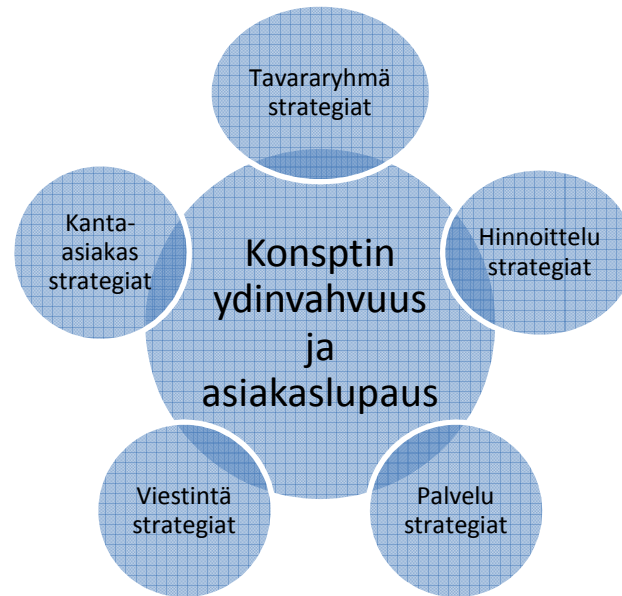 Tavararyhmä
strategiat
Kanta-
asiakas
strategiat
Hinnoittelu
strategiat
Konsptin
ydinvahvuus
ja
asiakaslupaus
Viestintä
strategiat
Palvelu
strategiat